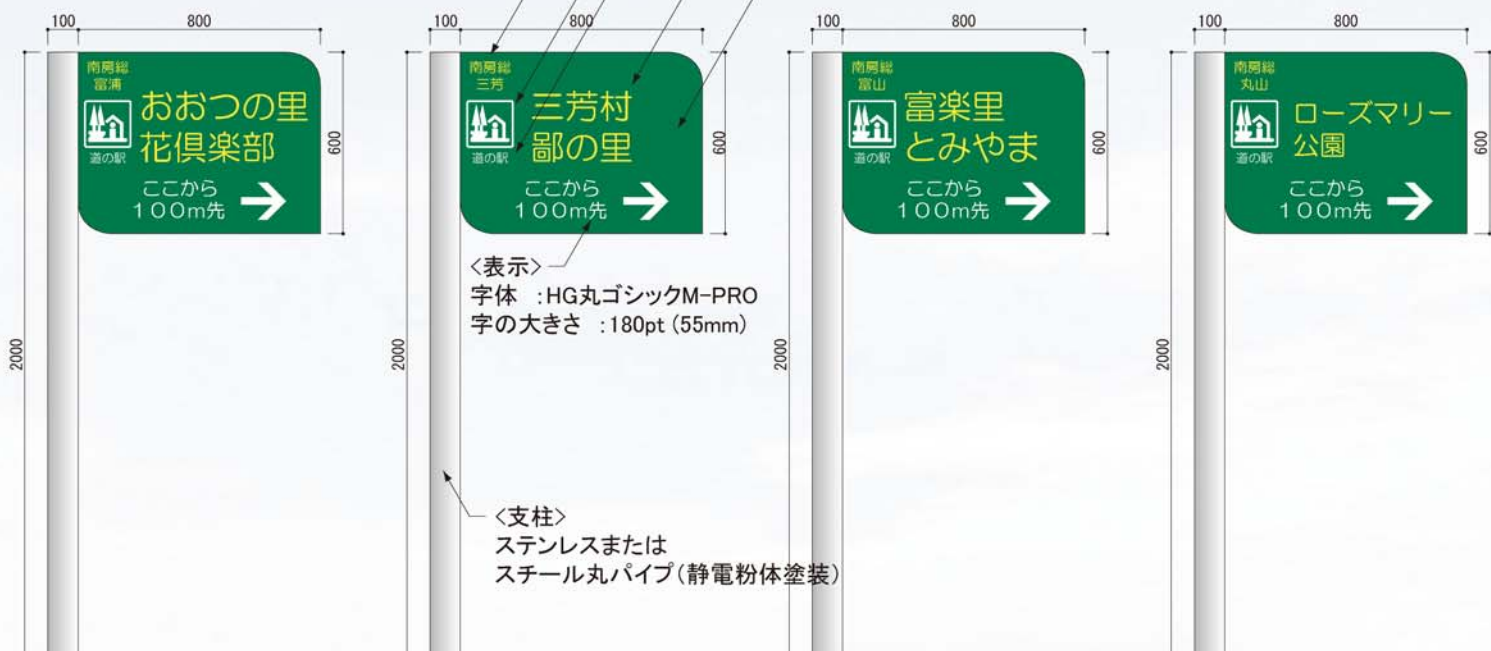 100 800
南房総
富浦
おおつの里
花倶楽部
道の駅
ここから
100m先
600
2000
100 800
南房総
三芳
三芳村
鄙の里
道の駅
ここから
100m先
600
2000
<表示>
字体 :HG丸ゴシックM-PRO
字の大きさ :180pt (55mm)
<支柱>
ステンレスまたは
スチール丸パイプ(静電粉体塗装)
100 800
南房総
富山
富楽里
とみやま
道の駅
ここから
100m先
600
2000
100 800
南房総
丸山
ローズマリー
公園
道の駅
ここから
100m先
600
2000